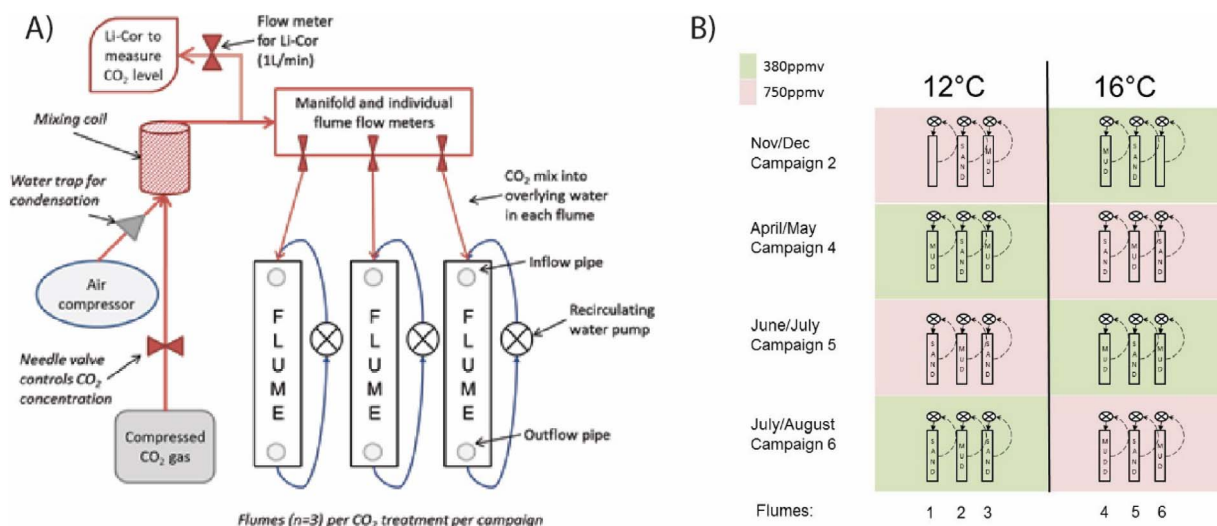 A)
Li-Cor to
measure
CO₂ level
Flow meter
for Li-Cor
(1L/min)
Mixing coil
Manifold and individual
flume flow meters
Water trap for
condensation
CO₂ mix into
overlying water
in each flume
Air
compressor
Inflow pipe
FLUME
FLUME
FLUME
Recirculating
water pump
Needle valve
controls CO₂
concentration
Outflow pipe
Compressed
CO₂ gas
Flumes (n=3) per CO₂ treatment per campaign
B)
380ppmv
750ppmv
12°C
16°C
Nov/Dec
Campaign 2
SAND
MUD
MUD
SAND
April/May
Campaign 4
MUD
SAND
MUD
SAND
MUD
SAND
June/July
Campaign 5
SAND
MUD
SAND
MUD
SAND
MUD
July/August
Campaign 6
SAND
MUD
SAND
MUD
SAND
MUD
Flumes:
1
2
3
4
5
6